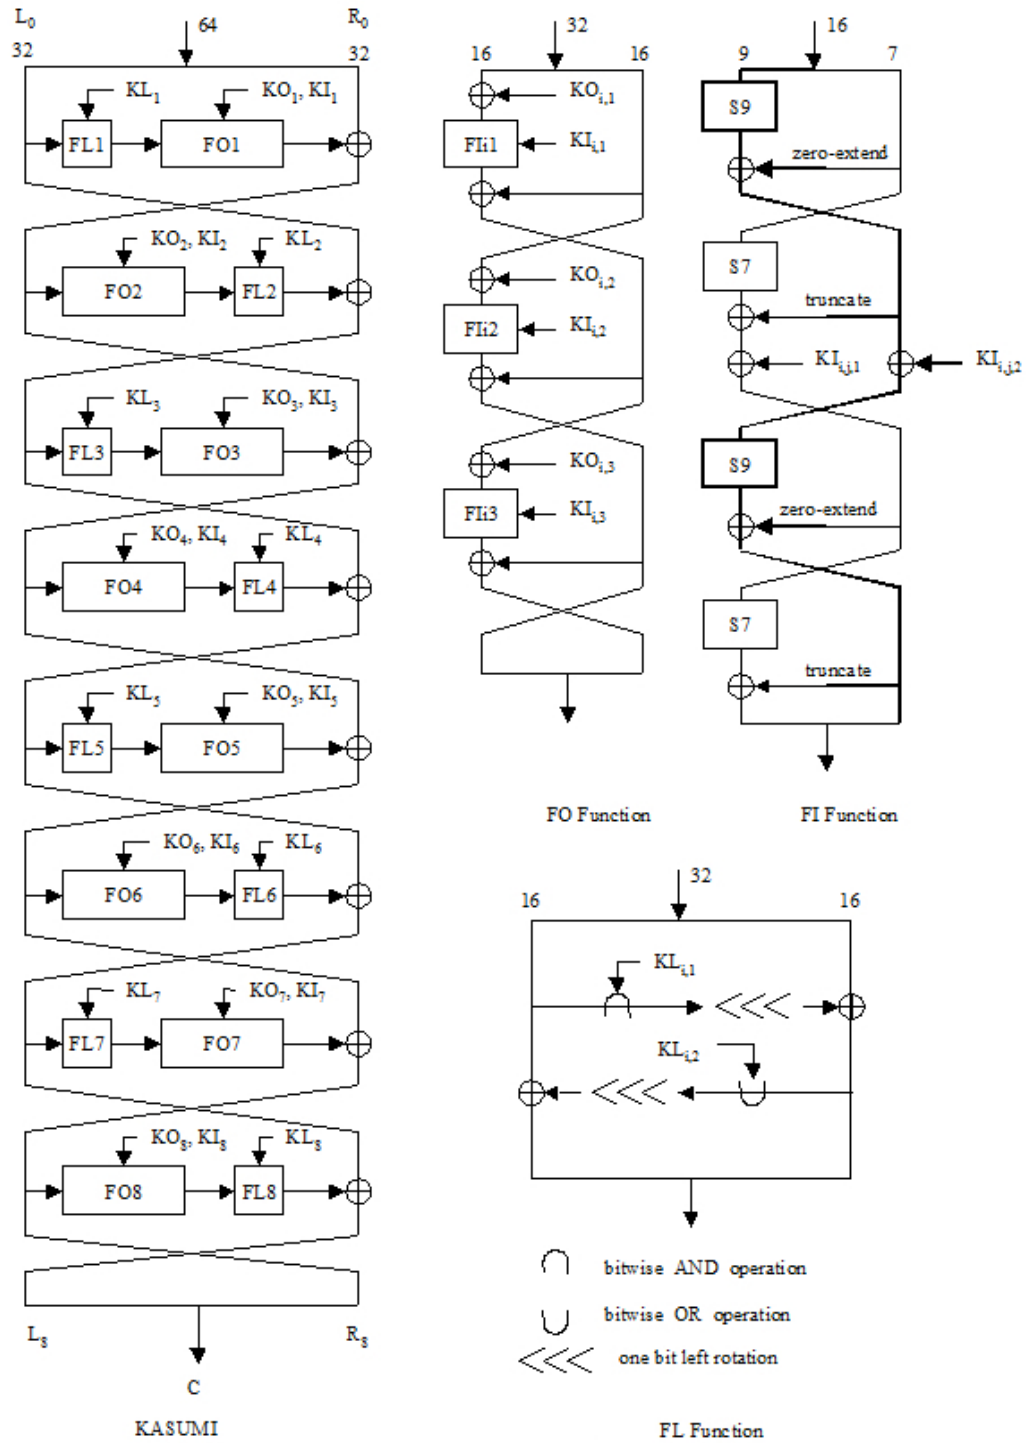 L₀ 64 R₀
32 32
KL₁ KO₁, KI₁
FL1 FO1
KO₂, KI₂ KL₂
FO2 FL2
KL₃ KO₃, KI₃
FL3 FO3
KO₄, KI₄ KL₄
FO4 FL4
KL₅ KO₅, KI₅
FL5 FO5
KO₆, KI₆ KL₆
FO6 FL6
KL₇ KO₇, KI₇
FL7 FO7
KO₈, KI₈ KL₈
FO8 FL8
L₈ R₈
C
KASUMI
32
16 16
KOi,1
FIi1 KIi,1
KOi,2
FIi2 KIi,2
KOi,3
FIi3 KIi,3
FO Function
16
9 7
S9
zero-extend
S7
truncate
KIi,j,1 KIi,j,2
S9
zero-extend
S7
truncate
FI Function
32
16 16
KLi,1
KLi,2
bitwise AND operation
bitwise OR operation
one bit left rotation
FL Function